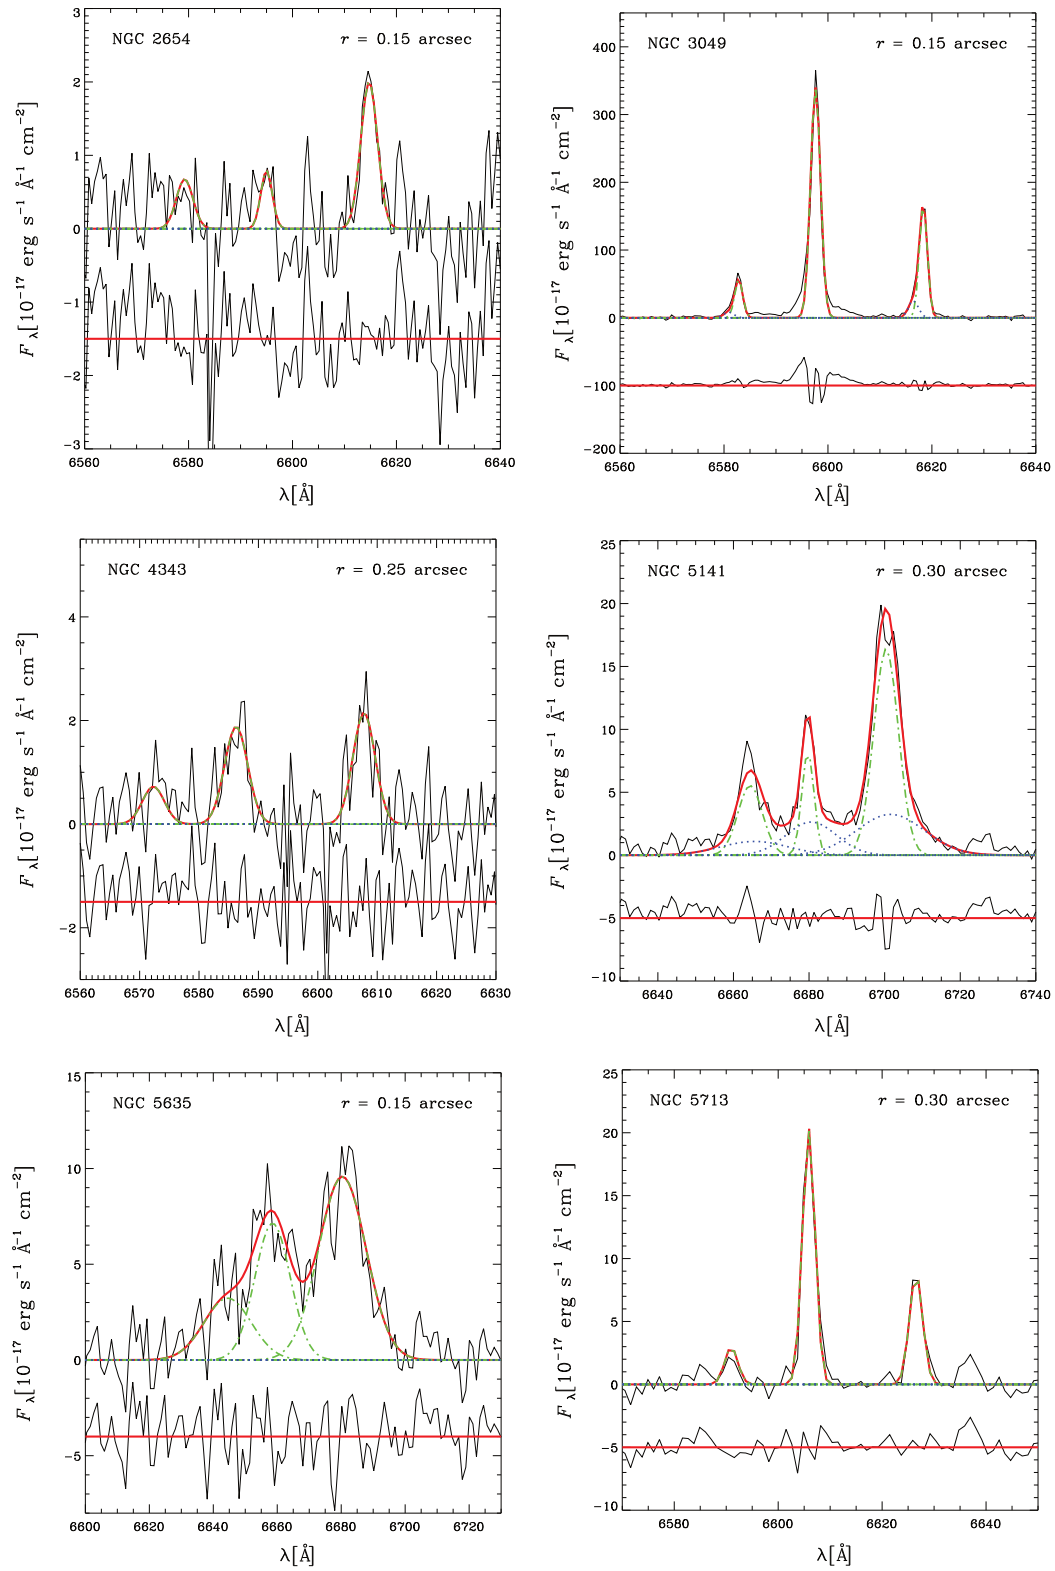 NGC 2654 r = 0.15 arcsec
3
2
1
0
−1
−2
−3
6560 6580 6600 6620 6640
F λ[10⁻¹⁷ erg s⁻¹ Å⁻¹ cm⁻²]
λ[Å]
NGC 3049 r = 0.15 arcsec
400
300
200
100
0
−100
−200
6560 6580 6600 6620 6640
F λ[10⁻¹⁷ erg s⁻¹ Å⁻¹ cm⁻²]
λ[Å]
NGC 4343 r = 0.25 arcsec
4
2
0
−2
6560 6570 6580 6590 6600 6610 6620 6630
F λ[10⁻¹⁷ erg s⁻¹ Å⁻¹ cm⁻²]
λ[Å]
NGC 5141 r = 0.30 arcsec
25
20
15
10
5
0
−5
−10
6640 6660 6680 6700 6720 6740
F λ[10⁻¹⁷ erg s⁻¹ Å⁻¹ cm⁻²]
λ[Å]
NGC 5635 r = 0.15 arcsec
15
10
5
0
−5
6600 6620 6640 6660 6680 6700 6720
F λ[10⁻¹⁷ erg s⁻¹ Å⁻¹ cm⁻²]
λ[Å]
NGC 5713 r = 0.30 arcsec
25
20
15
10
5
0
−5
−10
6580 6600 6620 6640
F λ[10⁻¹⁷ erg s⁻¹ Å⁻¹ cm⁻²]
λ[Å]